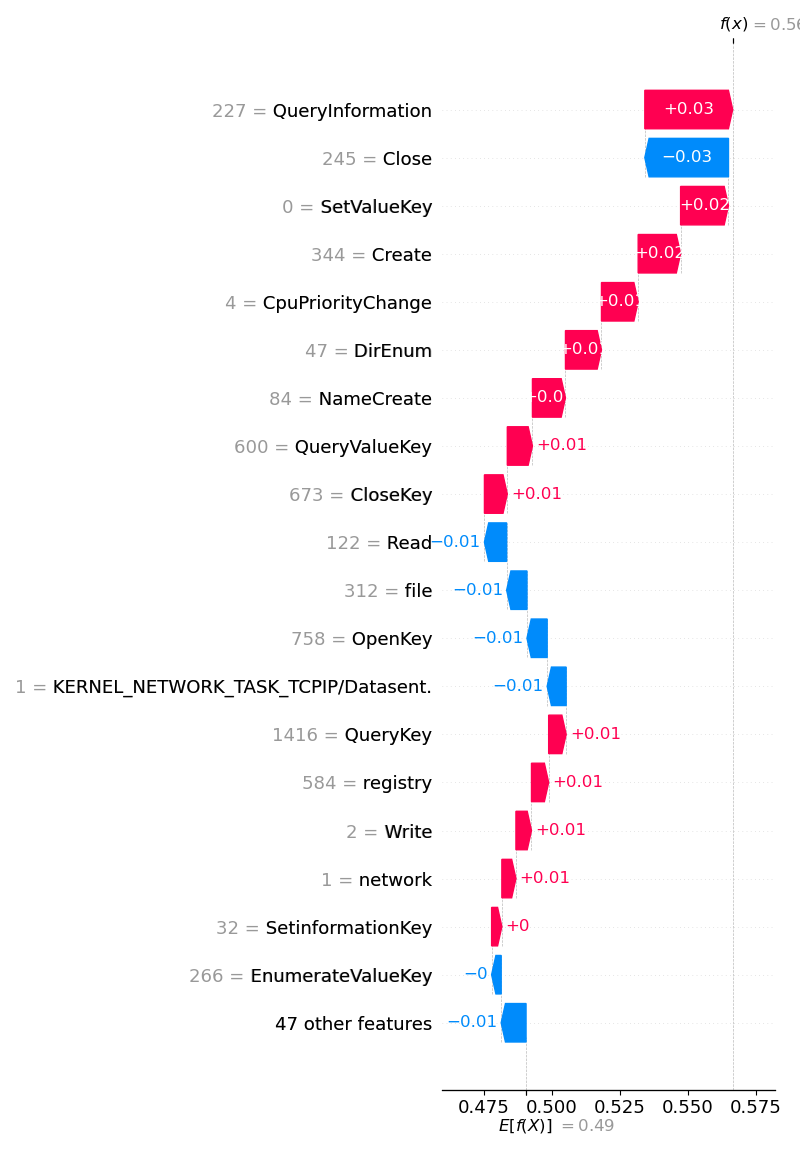 f(x) = 0.56
227 = QueryInformation +0.03
245 = Close −0.03
0 = SetValueKey +0.02
344 = Create +0.02
4 = CpuPriorityChange +0.01
47 = DirEnum +0.01
84 = NameCreate
600 = QueryValueKey +0.01
673 = CloseKey +0.01
122 = Read −0.01
312 = file −0.01
758 = OpenKey −0.01
1 = KERNEL_NETWORK_TASK_TCPIP/Datasent. −0.01
1416 = QueryKey +0.01
584 = registry +0.01
2 = Write +0.01
1 = network +0.01
32 = SetinformationKey +0
266 = EnumerateValueKey −0
47 other features −0.01
0.475 0.500 0.525 0.550 0.575
E[f(X)] = 0.49